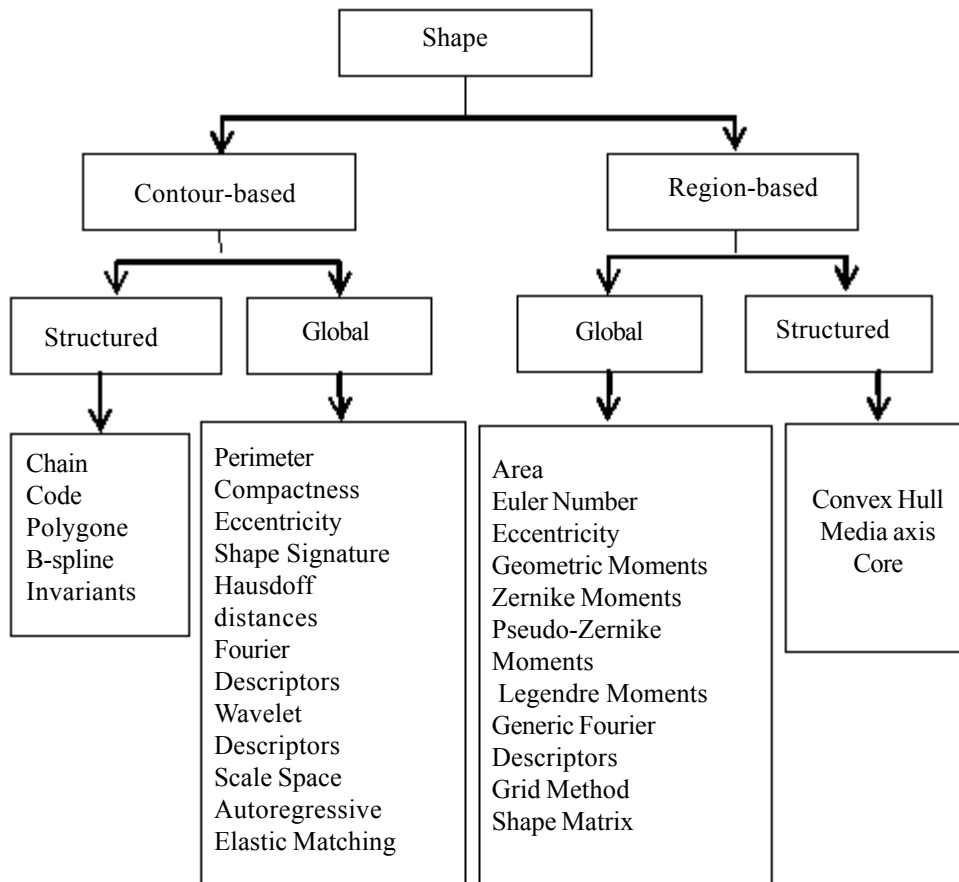 Shape
Contour-based
Region-based
Structured
Global
Global
Structured
Chain
Code
Polygone
B-spline
Invariants
Perimeter
Compactness
Eccentricity
Shape Signature
Hausdoff
distances
Fourier
Descriptors
Wavelet
Descriptors
Scale Space
Autoregressive
Elastic Matching
Area
Euler Number
Eccentricity
Geometric Moments
Zernike Moments
Pseudo-Zernike
Moments
Legendre Moments
Generic Fourier
Descriptors
Grid Method
Shape Matrix
Convex Hull
Media axis
Core